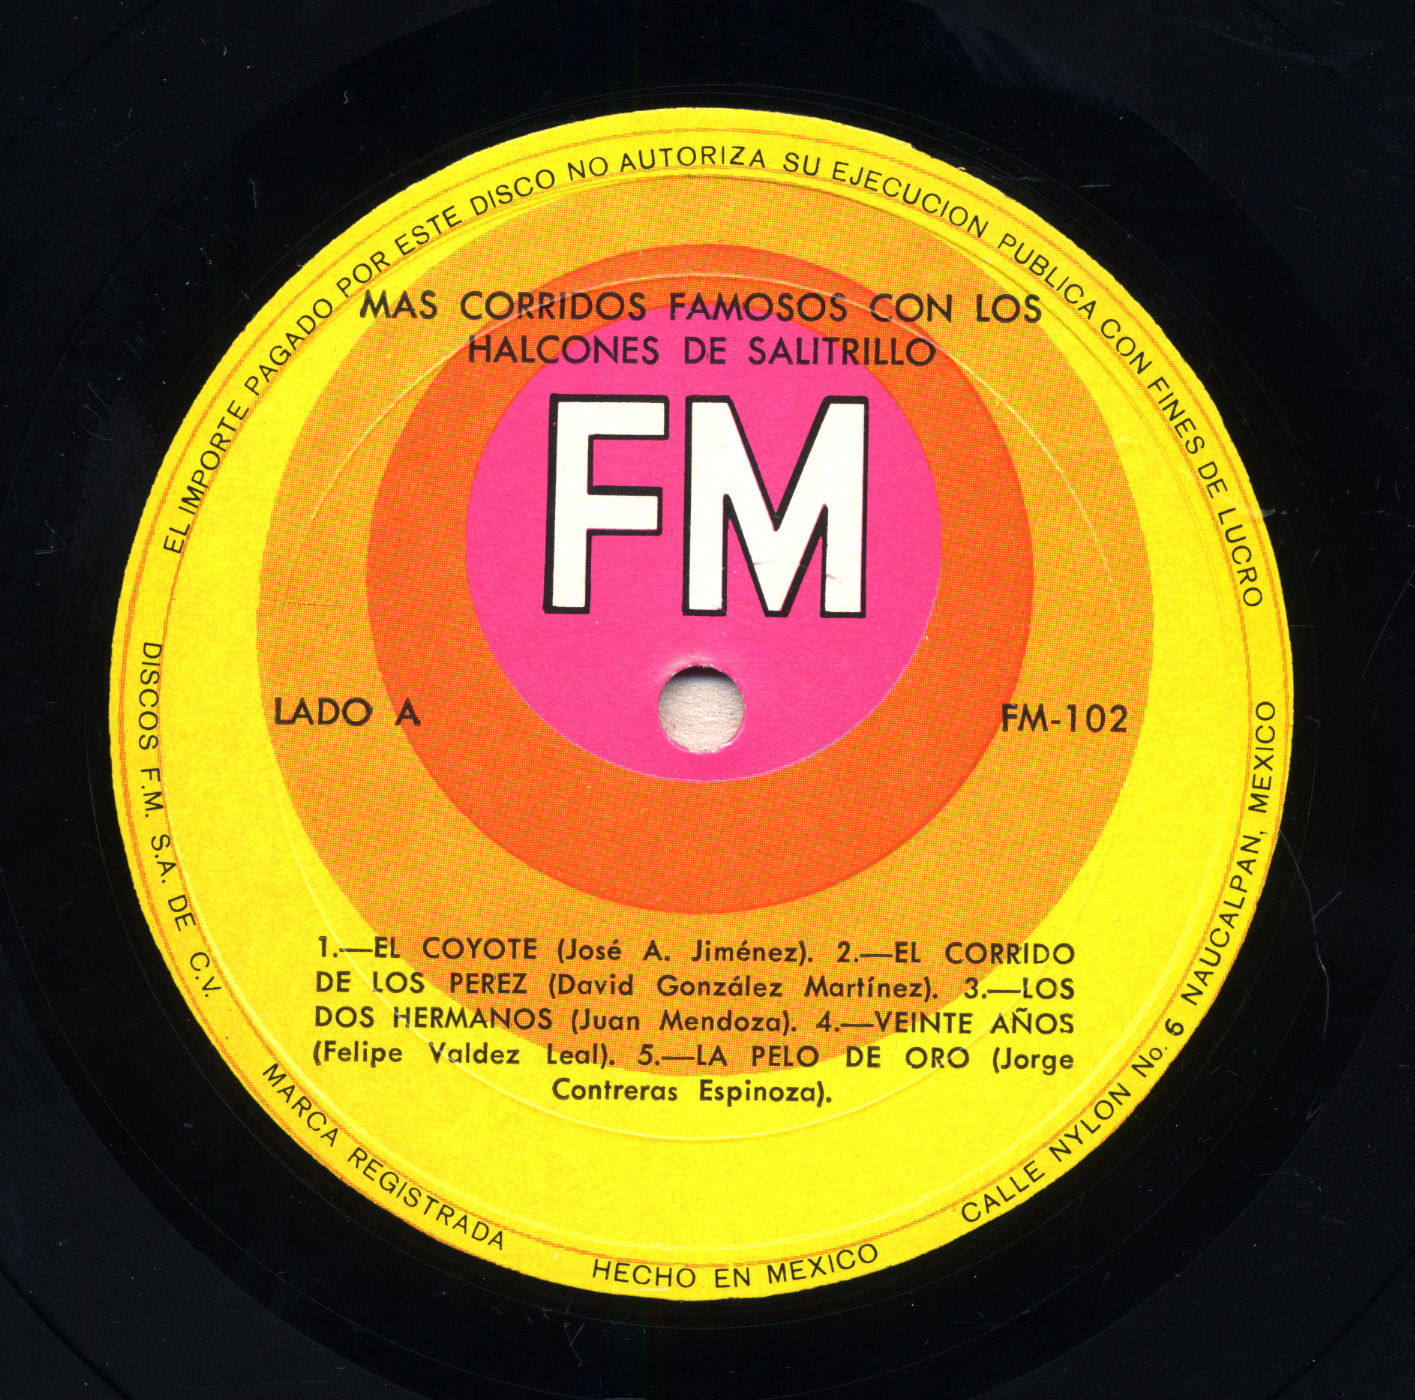 EL IMPORTE PAGADO POR ESTE DISCO NO AUTORIZA SU EJECUCION PUBLICA CON FINES DE LUCRO
MAS CORRIDOS FAMOSOS CON LOS
HALCONES DE SALITRILLO
FM
LADO A
FM-102
1.—EL COYOTE (José A. Jiménez). 2.—EL CORRIDO
DE LOS PEREZ (David González Martínez). 3.—LOS
DOS HERMANOS (Juan Mendoza). 4.—VEINTE AÑOS
(Felipe Valdez Leal). 5.—LA PELO DE ORO (Jorge
Contreras Espinoza).
DISCOS F.M. S.A. DE C.V.
MARCA REGISTRADA
HECHO EN MEXICO
CALLE NYLON No. 6 NAUCALPAN, MEXICO